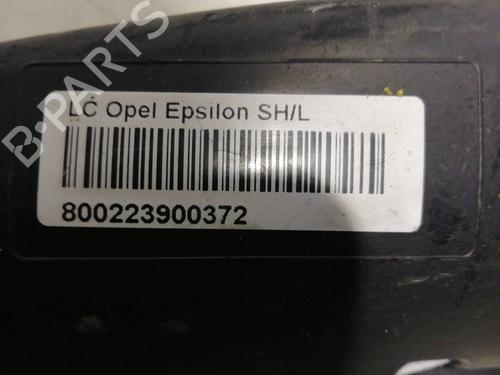 LC Opel Epsilon SH/L
800223900372
B-PARTS